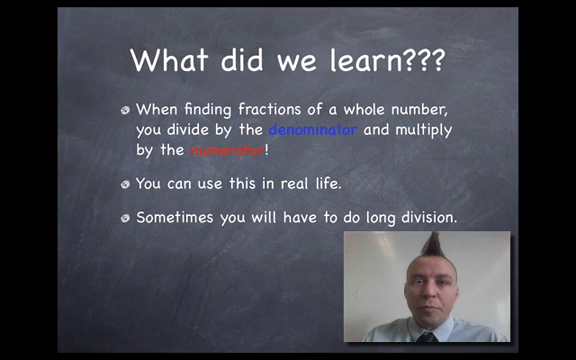 What did we learn???
When finding fractions of a whole number,
you divide by the denominator and multiply
by the numerator!
You can use this in real life.
Sometimes you will have to do long division.